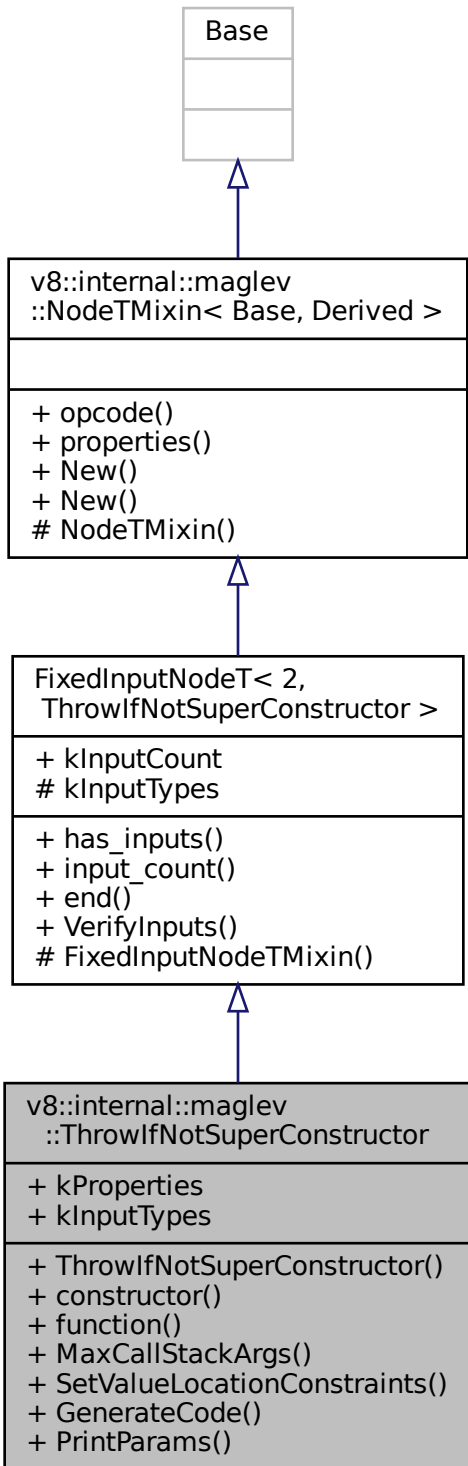 Base
v8::internal::maglev
::NodeTMixin< Base, Derived >
+ opcode()
+ properties()
+ New()
+ New()
# NodeTMixin()
FixedInputNodeT< 2,
ThrowIfNotSuperConstructor >
+ kInputCount
# kInputTypes
+ has_inputs()
+ input_count()
+ end()
+ VerifyInputs()
# FixedInputNodeTMixin()
v8::internal::maglev
::ThrowIfNotSuperConstructor
+ kProperties
+ kInputTypes
+ ThrowIfNotSuperConstructor()
+ constructor()
+ function()
+ MaxCallStackArgs()
+ SetValueLocationConstraints()
+ GenerateCode()
+ PrintParams()